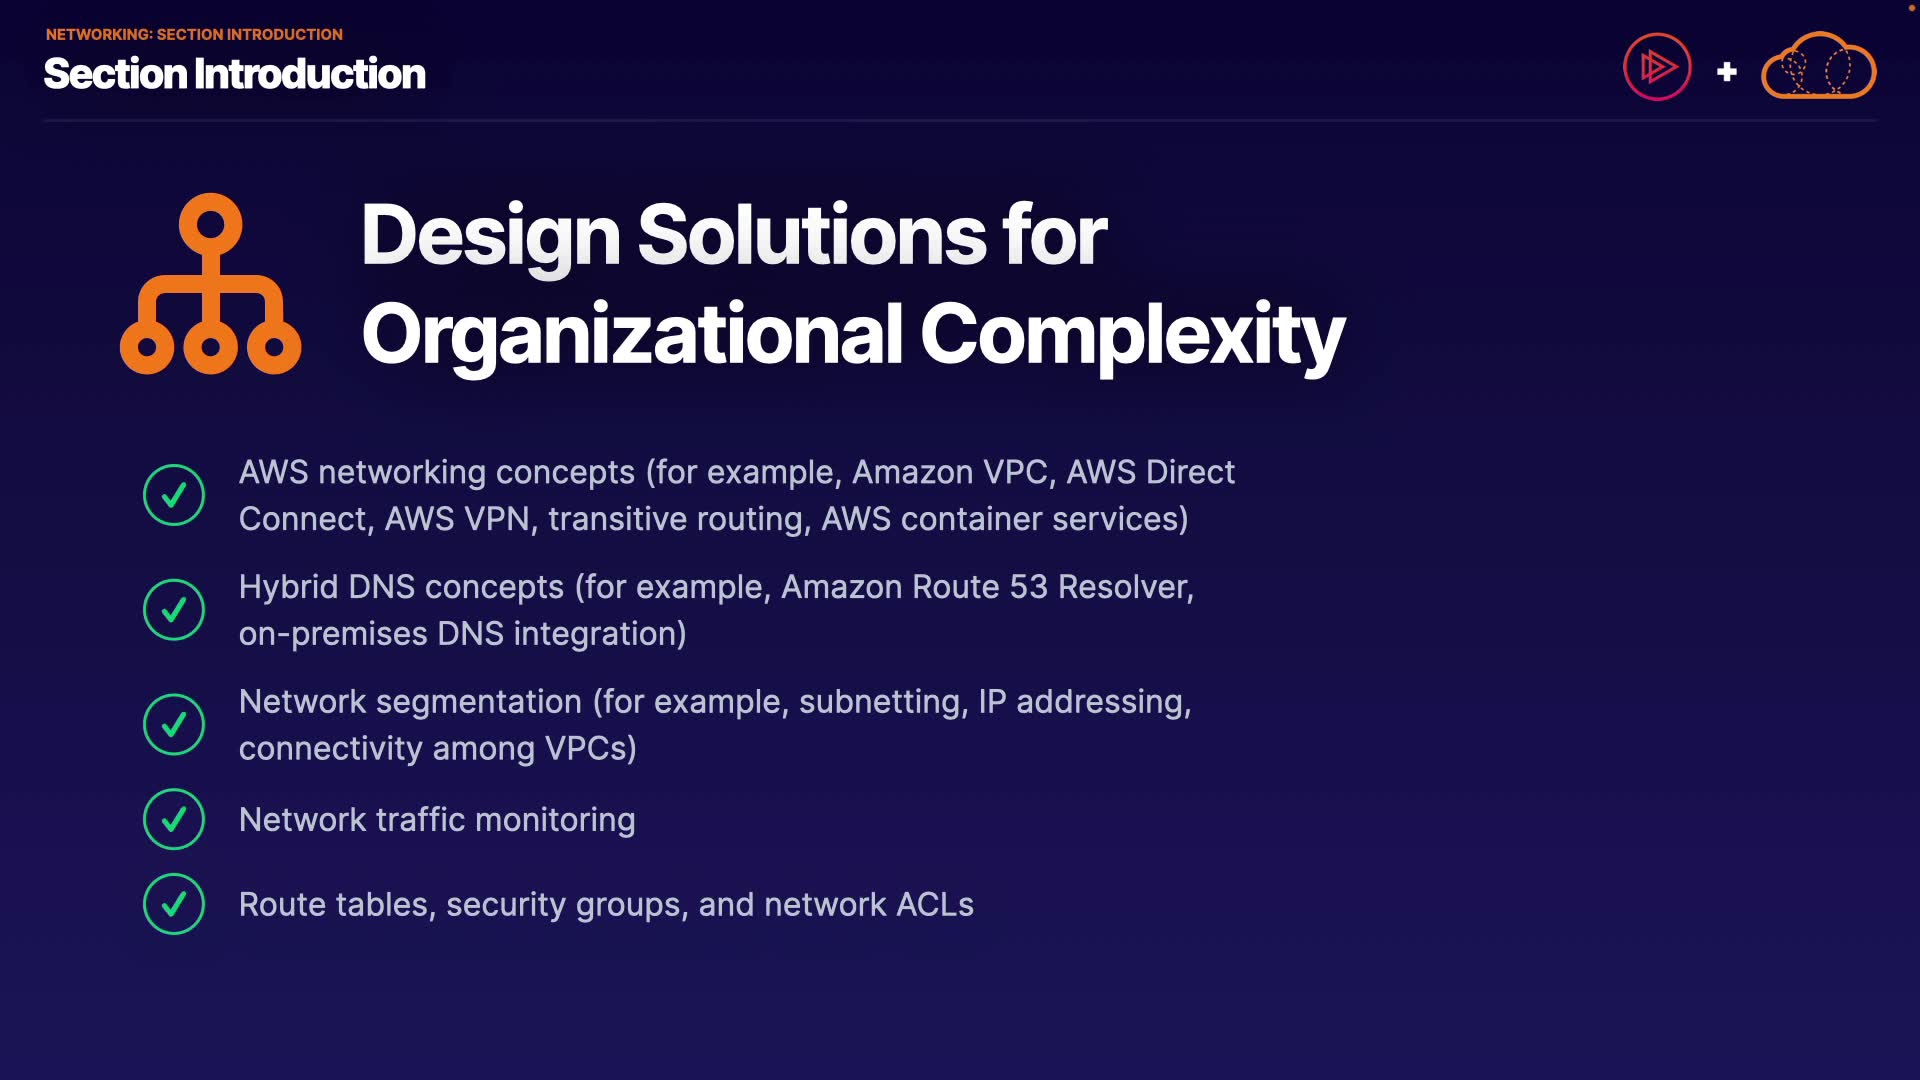 NETWORKING: SECTION INTRODUCTION
Section Introduction
Design Solutions for
Organizational Complexity
AWS networking concepts (for example, Amazon VPC, AWS Direct
Connect, AWS VPN, transitive routing, AWS container services)
Hybrid DNS concepts (for example, Amazon Route 53 Resolver,
on-premises DNS integration)
Network segmentation (for example, subnetting, IP addressing,
connectivity among VPCs)
Network traffic monitoring
Route tables, security groups, and network ACLs